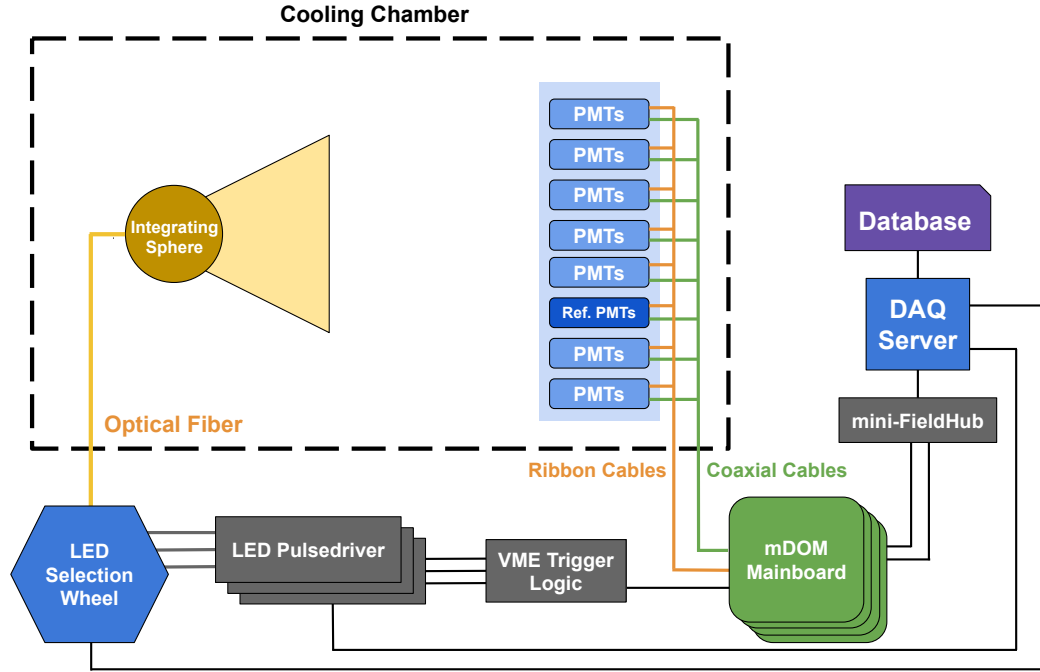 Cooling Chamber
PMTs
PMTs
PMTs
PMTs
PMTs
Ref. PMTs
PMTs
PMTs
Integrating
Sphere
Database
DAQ
Server
mini-FieldHub
Optical Fiber
Ribbon Cables
Coaxial Cables
LED
Selection
Wheel
LED Pulsedriver
VME Trigger
Logic
mDOM
Mainboard